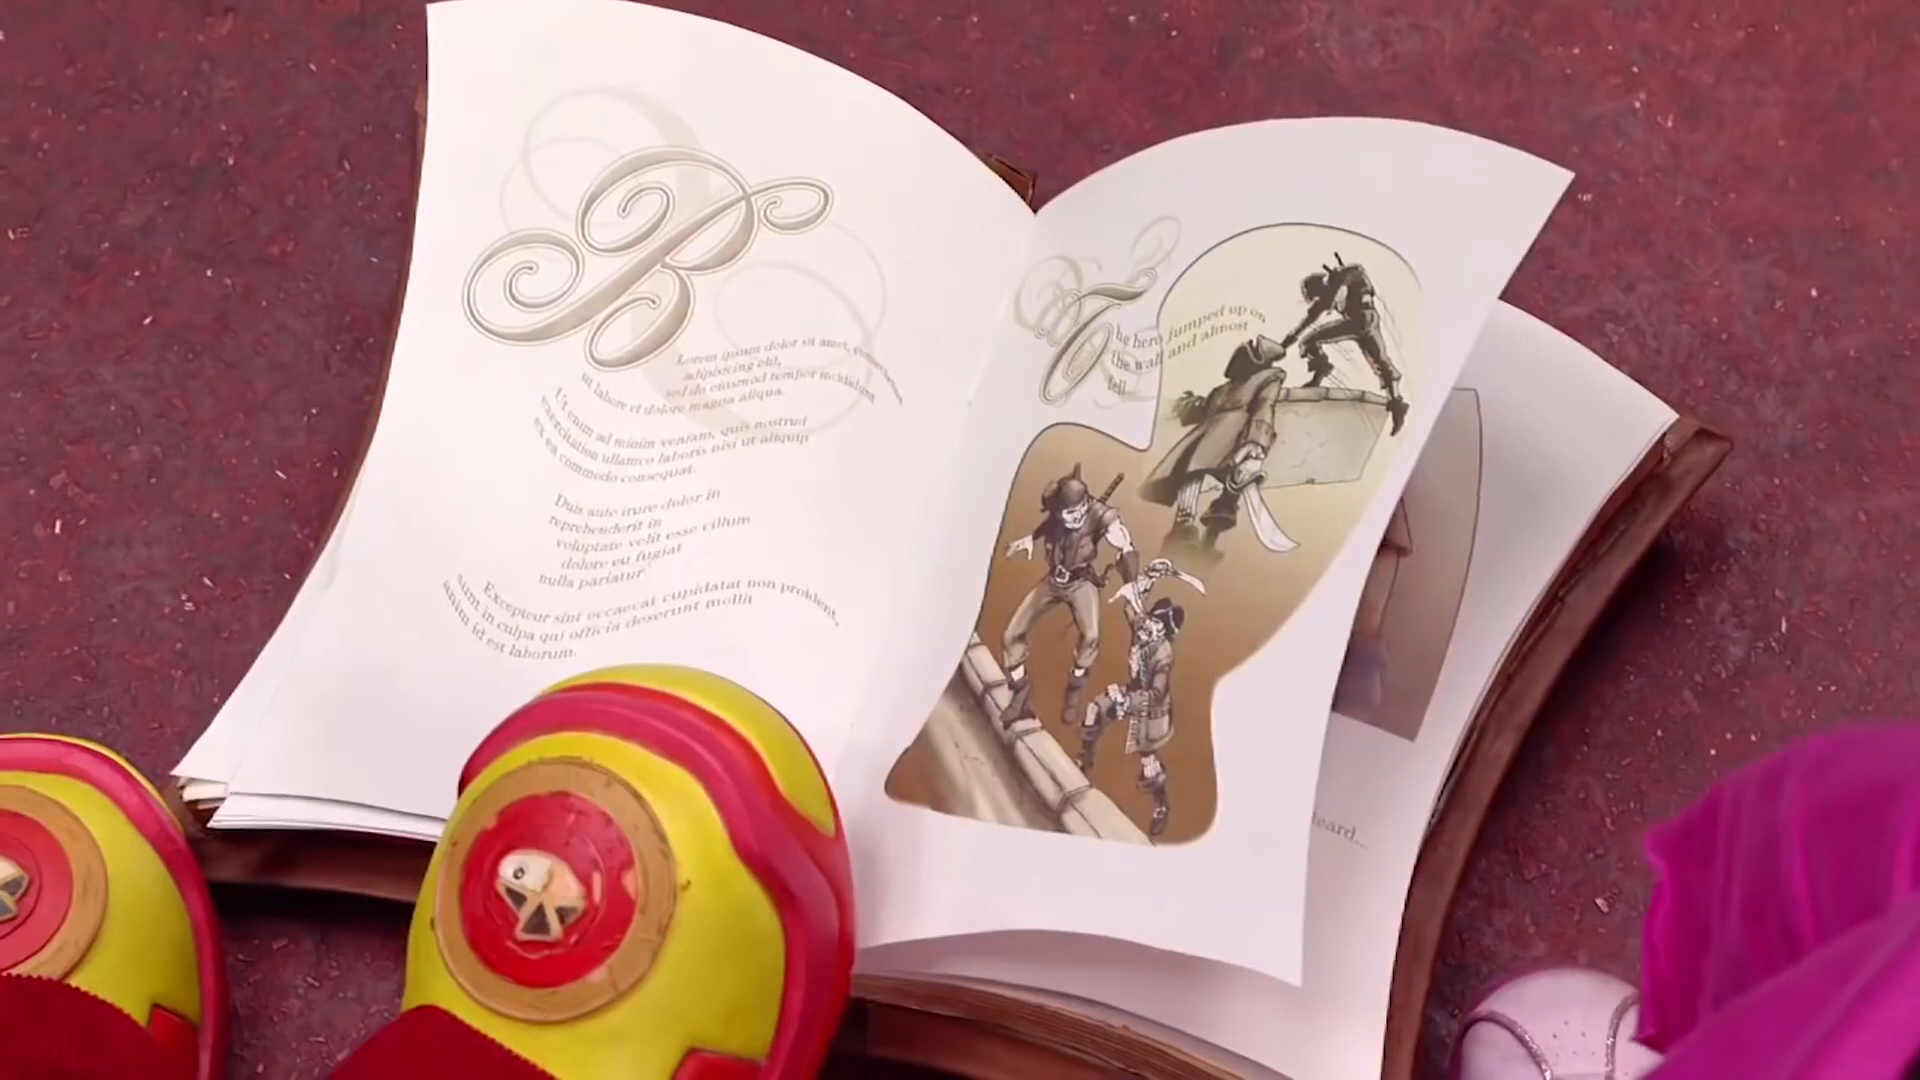 B
Lorem ipsum dolor sit amet, consectetur
adipisicing elit,
sed do eiusmod tempor incididunt
ut labore et dolore magna aliqua.
Ut enim ad minim veniam, quis nostrud
exercitation ullamco laboris nisi ut aliquip
ex ea commodo consequat.
Duis aute irure dolor in
reprehenderit in
voluptate velit esse cillum
dolore eu fugiat
nulla pariatur.
Excepteur sint occaecat cupidatat non proident,
sunt in culpa qui officia deserunt mollit
anim id est laborum.
The hero jumped up on
the wall and almost
fell...
heard...